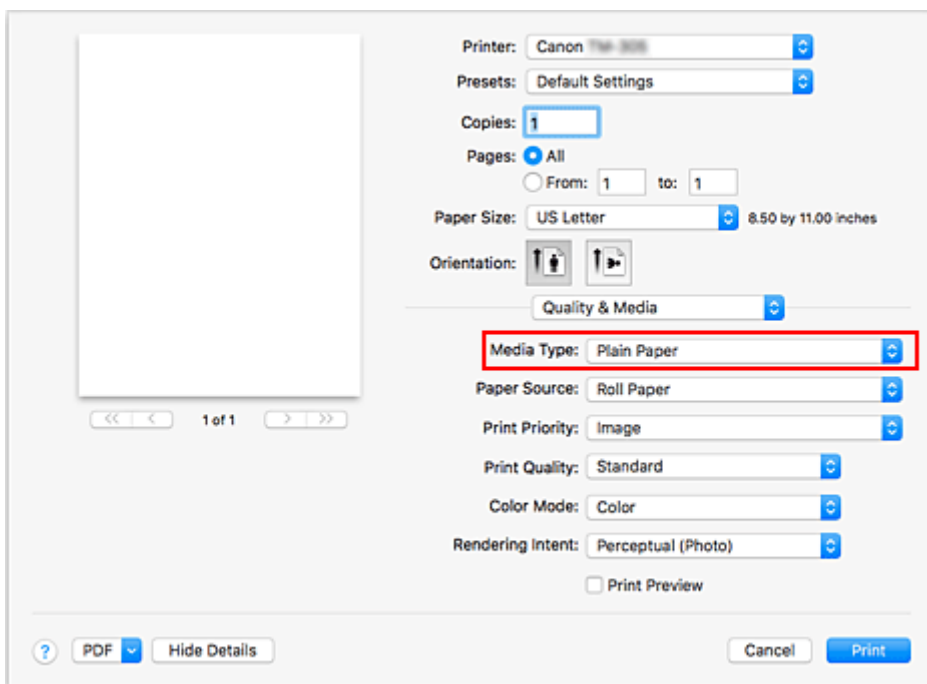 Printer: Canon
Presets: Default Settings
Copies: 1
Pages: All
From: 1 to: 1
Paper Size: US Letter 8.50 by 11.00 inches
Orientation:
Quality & Media
Media Type: Plain Paper
Paper Source: Roll Paper
1 of 1
Print Priority: Image
Print Quality: Standard
Color Mode: Color
Rendering Intent: Perceptual (Photo)
Print Preview
? PDF Hide Details Cancel Print